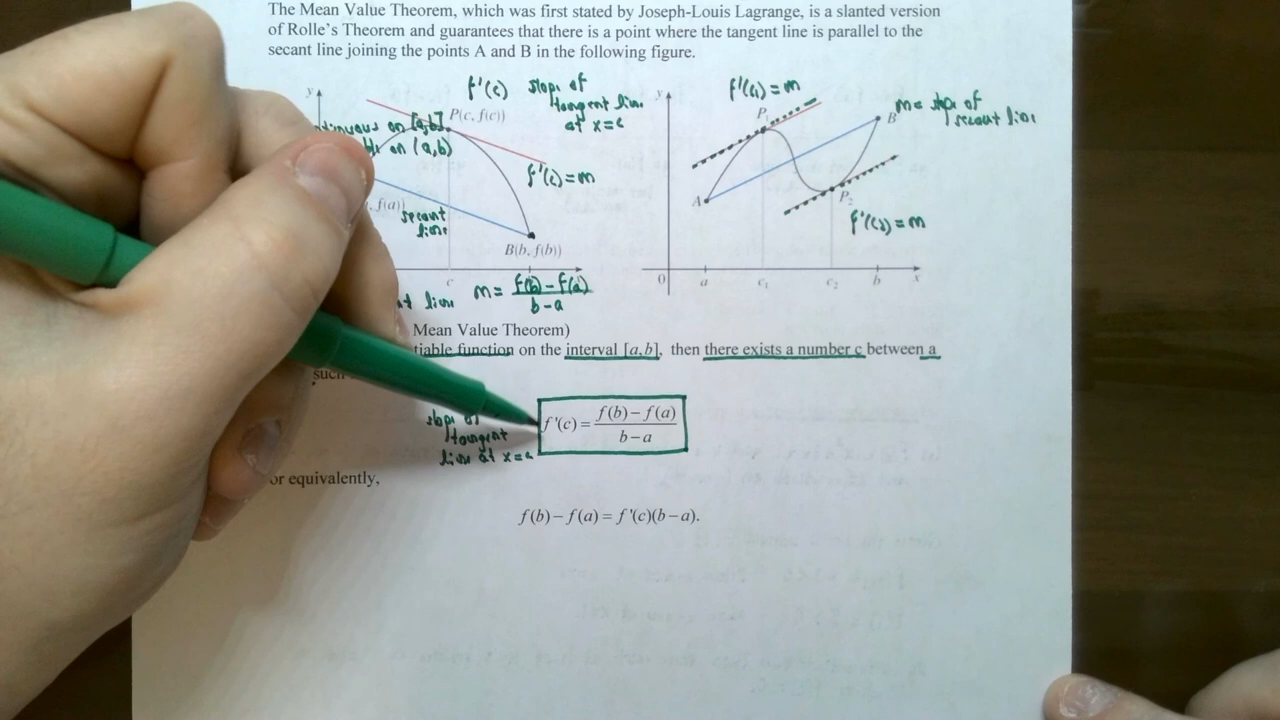 The Mean Value Theorem, which was first stated by Joseph-Louis Lagrange, is a slanted version
of Rolle's Theorem and guarantees that there is a point where the tangent line is parallel to the
secant line joining the points A and B in the following figure.
y
f'(c) slope of
tangent line
at x=c
P(c, f(c))
on [a,b]
on (a,b)
f'(c)=m
f(a))
secant
line
B(b, f(b))
c
line m= f(b)-f(a)
b-a
y
f'(c₁)=m
P₁
B
m= slope of
secant line
A
P₂
f'(c₂)=m
0 a c₁ c₂ b x
Mean Value Theorem)
tiable function on the interval [a,b], then there exists a number c between a
such
slope of
tangent
line at x=c
f'(c) = f(b)-f(a)
b-a
or equivalently,
f(b)-f(a)=f'(c)(b-a).